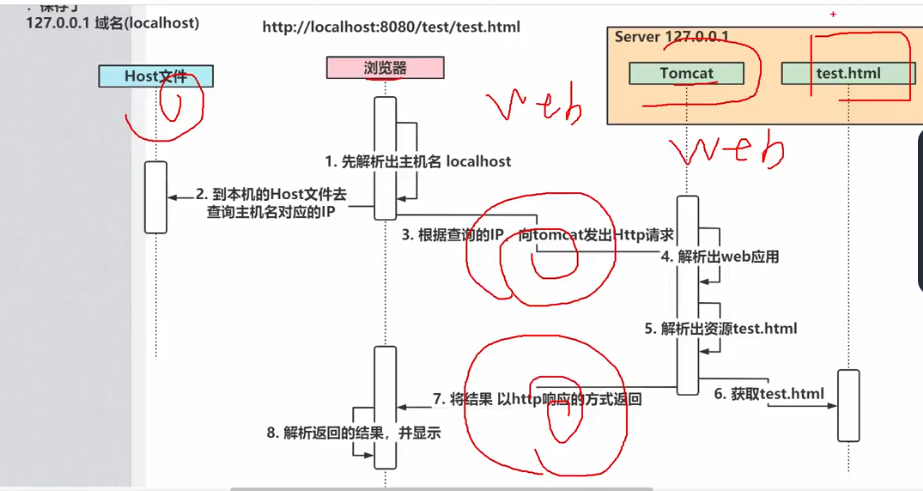 ：保存了
127.0.0.1 域名(localhost)
http://localhost:8080/test/test.html
Server 127.0.0.1
Host文件
浏览器
Tomcat
test.html
web
web
1. 先解析出主机名 localhost
2. 到本机的Host文件去
查询主机名对应的IP
3. 根据查询的IP，向tomcat发出Http请求
4. 解析出web应用
5. 解析出资源test.html
6. 获取test.html
7. 将结果 以http响应的方式返回
8. 解析返回的结果，并显示